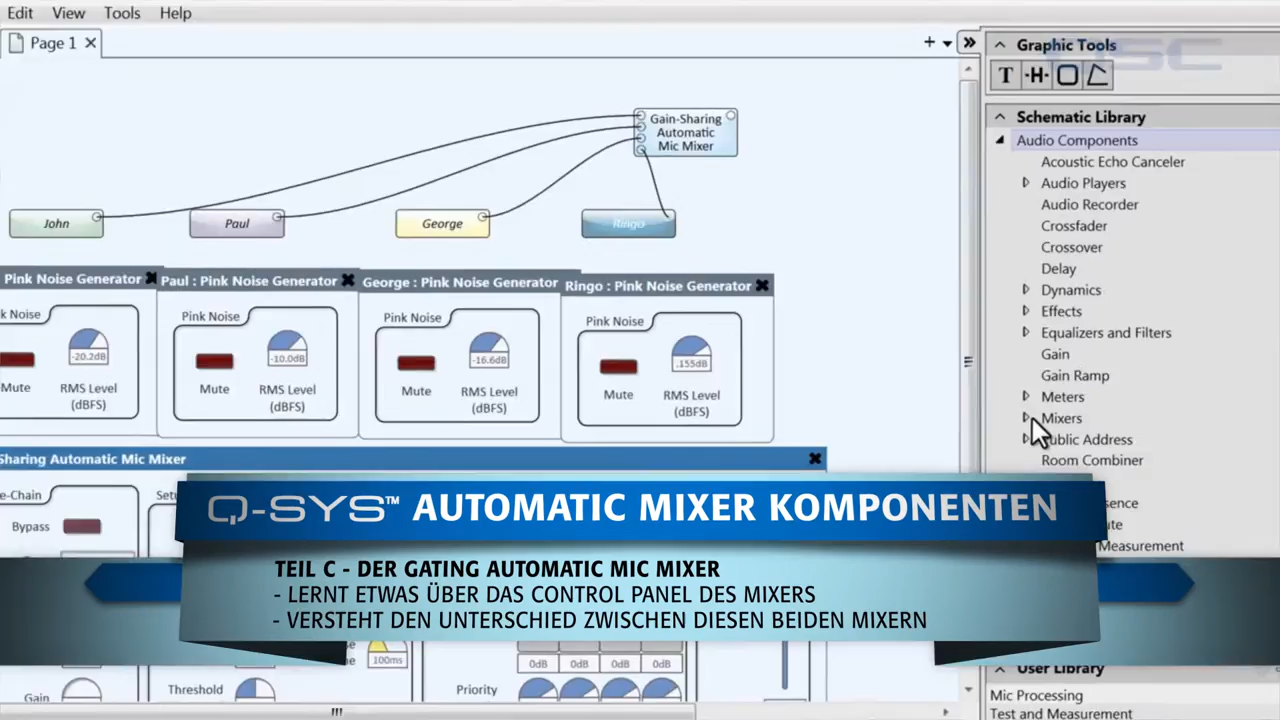 Edit View Tools Help
Page 1
QSC
Graphic Tools
T H
Schematic Library
Audio Components
Acoustic Echo Canceler
Audio Players
Audio Recorder
Crossfader
Crossover
Delay
Dynamics
Effects
Equalizers and Filters
Gain
Gain Ramp
Meters
Mixers
Public Address
Room Combiner
Measurement
User Library
Mic Processing
Test and Measurement
Gain-Sharing
Automatic
Mic Mixer
John
Paul
George
Ringo
Pink Noise Generator
Paul : Pink Noise Generator
George : Pink Noise Generator
Ringo : Pink Noise Generator
Noise
Pink Noise
Pink Noise
Pink Noise
-20.2dB
-10.0dB
-16.6dB
.155dB
Mute
RMS Level
(dBFS)
Mute
RMS Level
(dBFS)
Mute
RMS Level
(dBFS)
Mute
RMS Level
(dBFS)
Sharing Automatic Mic Mixer
e-Chain
Bypass
Q-SYS™ AUTOMATIC MIXER KOMPONENTEN
TEIL C - DER GATING AUTOMATIC MIC MIXER
- LERNT ETWAS ÜBER DAS CONTROL PANEL DES MIXERS
- VERSTEHT DEN UNTERSCHIED ZWISCHEN DIESEN BEIDEN MIXERN
100ms
0dB 0dB 0dB 0dB
Gain
Threshold
Priority